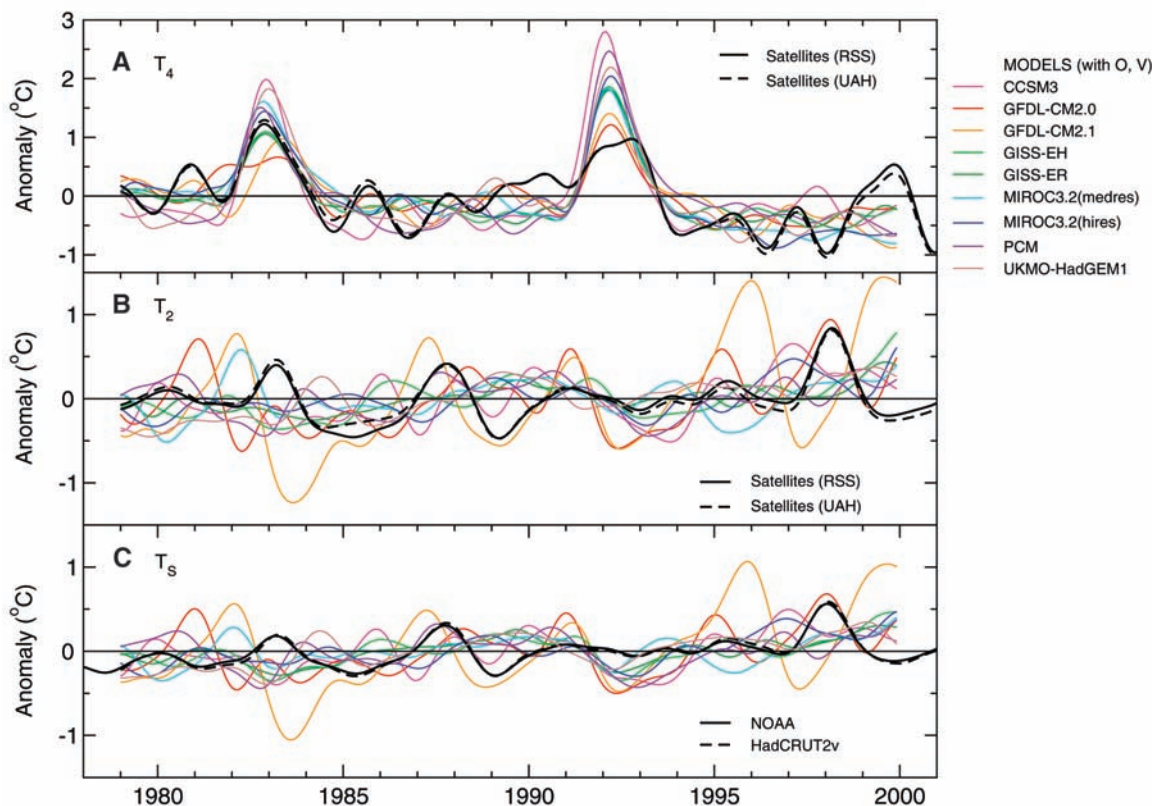 A T4
Anomaly (°C)
3
2
1
0
-1
Satellites (RSS)
Satellites (UAH)
MODELS (with O, V)
CCSM3
GFDL-CM2.0
GFDL-CM2.1
GISS-EH
GISS-ER
MIROC3.2(medres)
MIROC3.2(hires)
PCM
UKMO-HadGEM1
B T2
Anomaly (°C)
1
0
-1
Satellites (RSS)
Satellites (UAH)
C TS
Anomaly (°C)
1
0
-1
NOAA
HadCRUT2v
1980 1985 1990 1995 2000